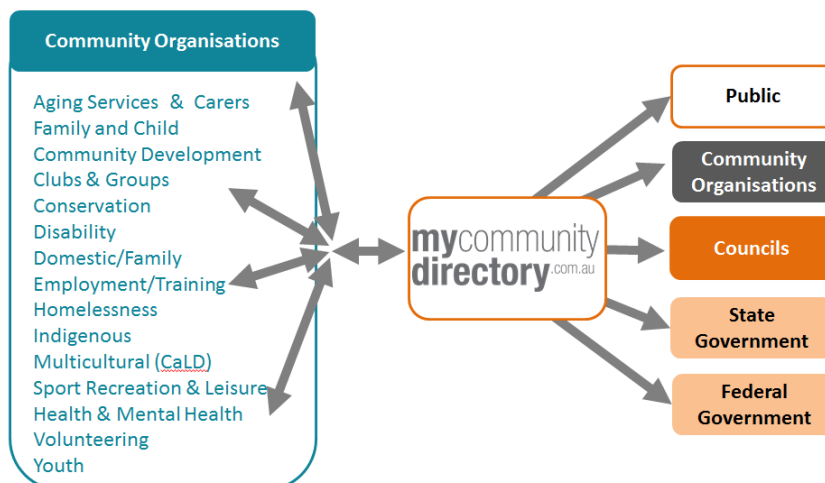 Community Organisations
Aging Services & Carers
Family and Child
Community Development
Clubs & Groups
Conservation
Disability
Domestic/Family
Employment/Training
Homelessness
Indigenous
Multicultural (CaLD)
Sport Recreation & Leisure
Health & Mental Health
Volunteering
Youth
mycommunity
directory.com.au
Public
Community
Organisations
Councils
State
Government
Federal
Government